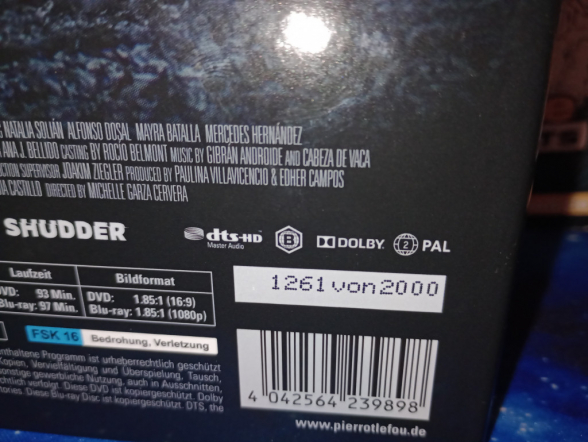 NATALIA SOLIÁN ALFONSO DOSAL MAYRA BATALLA MERCEDES HERNÁNDEZ
ANA J. BELLIDO CASTING BY ROCÍO BELMONT MUSIC BY GIBRÁN ANDROIDE AND CABEZA DE VACA
SUPERVISOR JOAKIM ZIEGLER PRODUCED BY PAULINA VILLAVICENCIO & EDHER CAMPOS
CASTILLO DIRECTED BY MICHELLE GARZA CERVERA
SHUDDER
dts-HD
Master Audio
B
DOLBY
2
PAL
Laufzeit Bildformat
DVD: 93 Min. DVD: 1.85:1 (16:9)
Blu-ray: 97 Min. Blu-ray: 1.85:1 (1080p)
1261 von 2000
FSK 16 Bedrohung, Verletzung
enthaltene Programm ist urheberrechtlich geschützt
Kopien, Vervielfältigung und Überspielung, Tausch,
sonstige gewerbliche Nutzung, auch in Ausschnitten,
verfolgt. Diese DVD ist kopiergeschützt. Dolby
Diese Blu-ray Disc ist kopiergeschützt. DTS, the
4 042564 239898
www.pierrotlefou.de